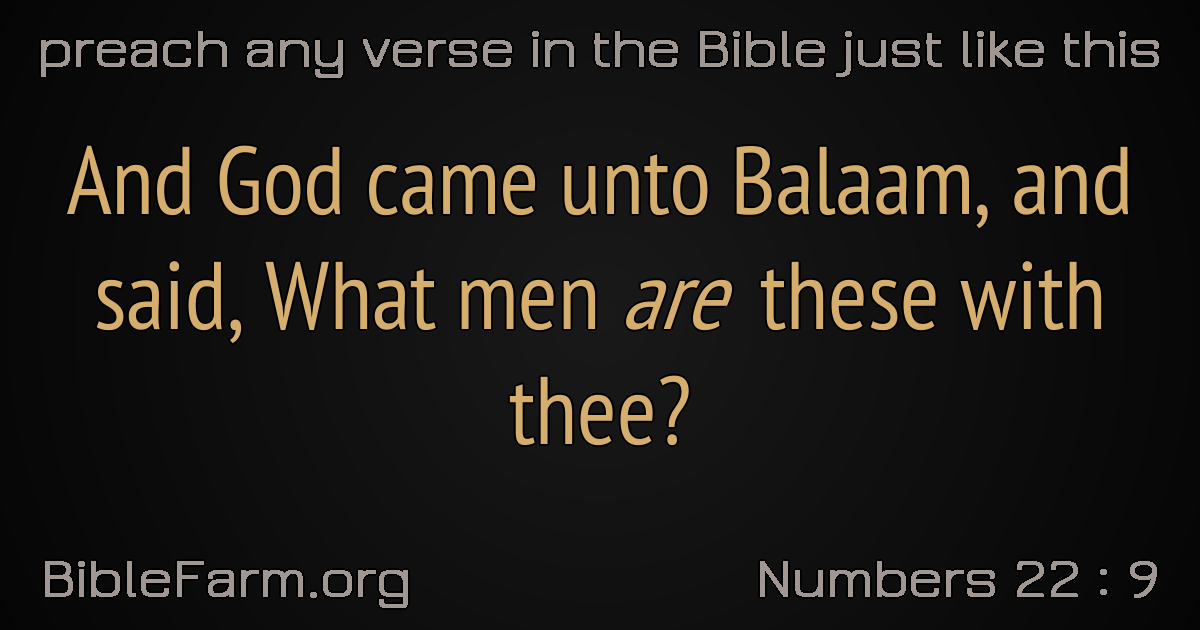 preach any verse in the Bible just like this
And God came unto Balaam, and
said, What men are these with
thee?
BibleFarm.org
Numbers 22 : 9